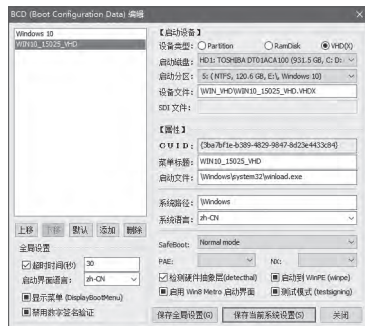 BCD (Boot Configuration Data) 编辑
Windows 10
WIN10_15025_VHD
上移 下移 默认 添加 删除
全局设置
超时时间(秒) 30
启动界面语言: zh-CN
显示菜单 (DisplayBootMenu)
禁用数字签名验证
【启动设备】
设备类型: Partition RamDisk VHD(X)
启动磁盘: HD1: TOSHIBA DT01ACA100 (931.5 GB, C: D:
启动分区: 5: (NTFS, 120.6 GB, E:\, Windows 10)
设备文件: \WIN_VHD\WIN10_15025_VHD.VHDX
SDI 文件:
【属性】
GUID: {3ba7bf1e-b389-4829-9847-8d23e4433c84}
菜单标题: WIN10_15025_VHD
启动文件: \Windows\system32\winload.exe
系统路径: \Windows
系统语言: zh-CN
SafeBoot: Normal mode
PAE: NX:
检测硬件抽象层(detecthal) 启动到 WinPE (winpe)
启用 Win8 Metro 启动界面 测试模式 (testsigning)
保存全局设置(G) 保存当前系统设置(S) 关闭